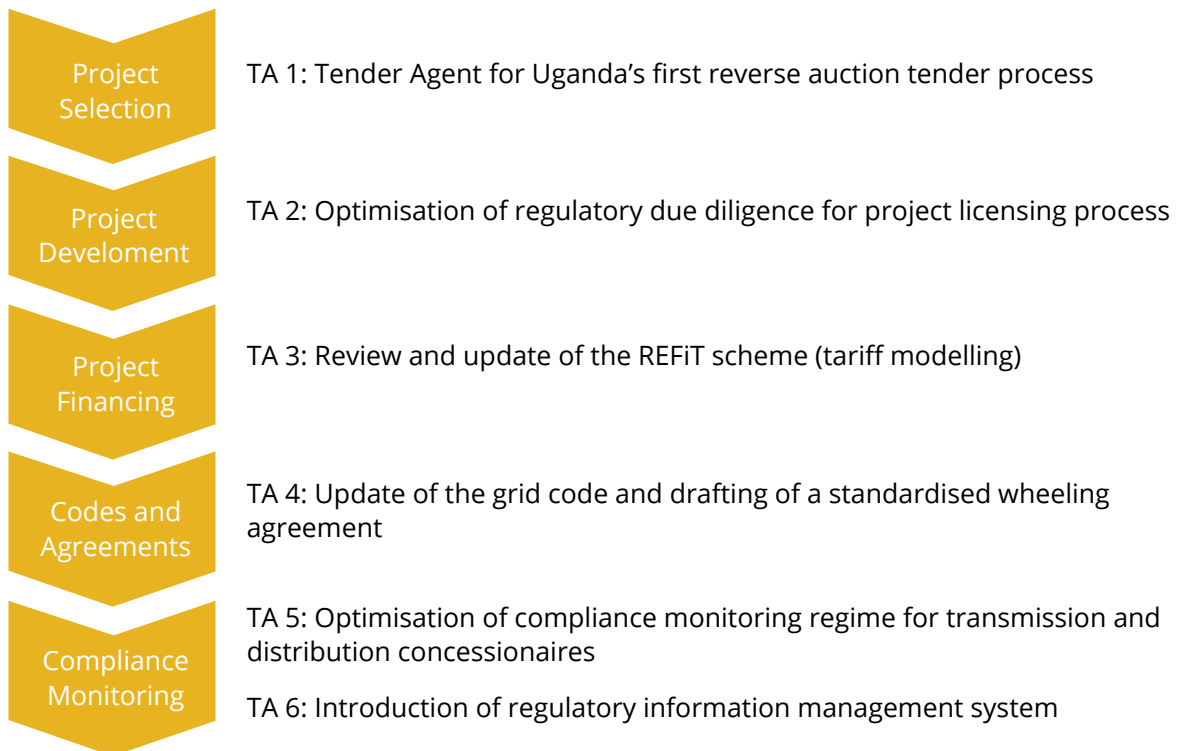 Project
Selection
TA 1: Tender Agent for Uganda’s first reverse auction tender process
Project
Develoment
TA 2: Optimisation of regulatory due diligence for project licensing process
Project
Financing
TA 3: Review and update of the REFiT scheme (tariff modelling)
Codes and
Agreements
TA 4: Update of the grid code and drafting of a standardised wheeling
agreement
Compliance
Monitoring
TA 5: Optimisation of compliance monitoring regime for transmission and
distribution concessionaires
TA 6: Introduction of regulatory information management system